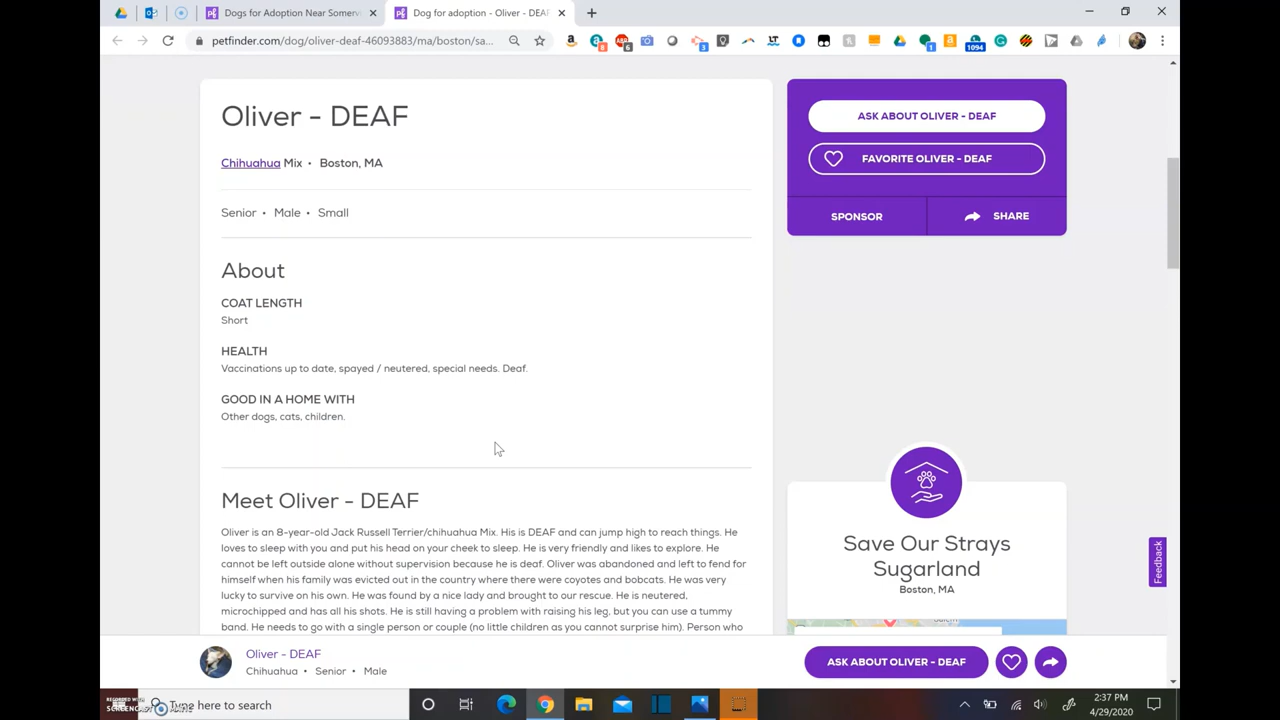 Dogs for Adoption Near Somerv
Dog for adoption - Oliver - DEAF
petfinder.com/dog/oliver-deaf-46093883/ma/boston/sa...
8
6
3
1
1094
Oliver - DEAF
Chihuahua Mix • Boston, MA
Senior • Male • Small
About
COAT LENGTH
Short
HEALTH
Vaccinations up to date, spayed / neutered, special needs. Deaf.
GOOD IN A HOME WITH
Other dogs, cats, children.
Meet Oliver - DEAF
Oliver is an 8-year-old Jack Russell Terrier/chihuahua Mix. His is DEAF and can jump high to reach things. He
loves to sleep with you and put his head on your cheek to sleep. He is very friendly and likes to explore. He
cannot be left outside alone without supervision because he is deaf. Oliver was abandoned and left to fend for
himself when his family was evicted out in the country where there were coyotes and bobcats. He was very
lucky to survive on his own. He was found by a nice lady and brought to our rescue. He is neutered,
microchipped and has all his shots. He is still having a problem with raising his leg, but you can use a tummy
band. He needs to go with a single person or couple (no little children as you cannot surprise him). Person who
ASK ABOUT OLIVER - DEAF
FAVORITE OLIVER - DEAF
SPONSOR
SHARE
Save Our Strays
Sugarland
Boston, MA
Feedback
Oliver - DEAF
Chihuahua • Senior • Male
ASK ABOUT OLIVER - DEAF
RECORDED WITH
Type here to search
2:37 PM
4/29/2020